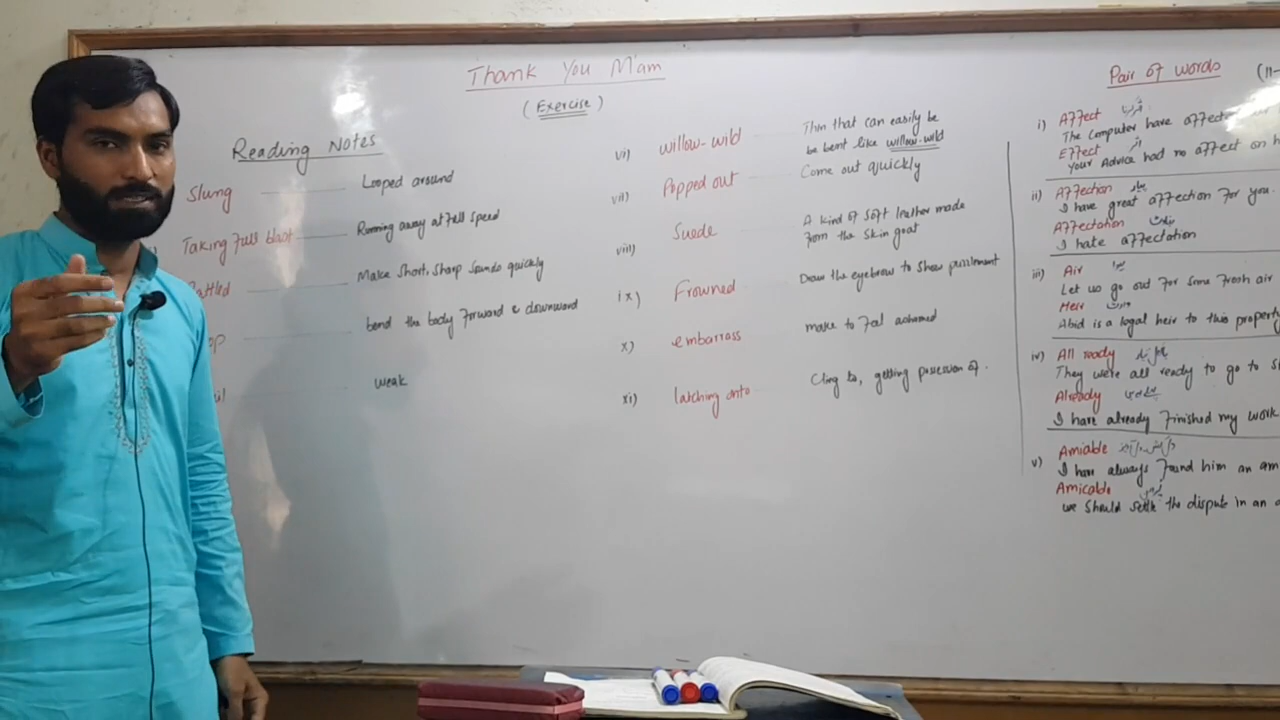 Thank You M'am
(Exercise)
Reading Notes
Slung Looped around
Taking full blast Running away at full speed
attled Make short, sharp sounds quickly
op bend the body forward & downward
il weak
vi) willow-wild Thin that can easily be
be bent like willow-wild
vii) Popped out Come out quickly
viii) Suede A kind of soft leather made
from the skin goat
ix) Frowned Draw the eyebrow to show puzzlement
x) embarrass make to feel ashamed
xi) latching onto Cling to, getting possession of.
Pair of words (11-
i) Affect
The Computer have affect
Effect
Your Advice had no affect on h
ii) Affection
I have great affection for you.
Affectation
I hate affectation
iii) Air
Let us go out for some fresh air
Heir
Abid is a legal heir to this property
iv) All ready
They were all ready to go to s
Already
I have already finished my work
v) Amiable
I have always found him an am
Amicable
we should settle the dispute in an a